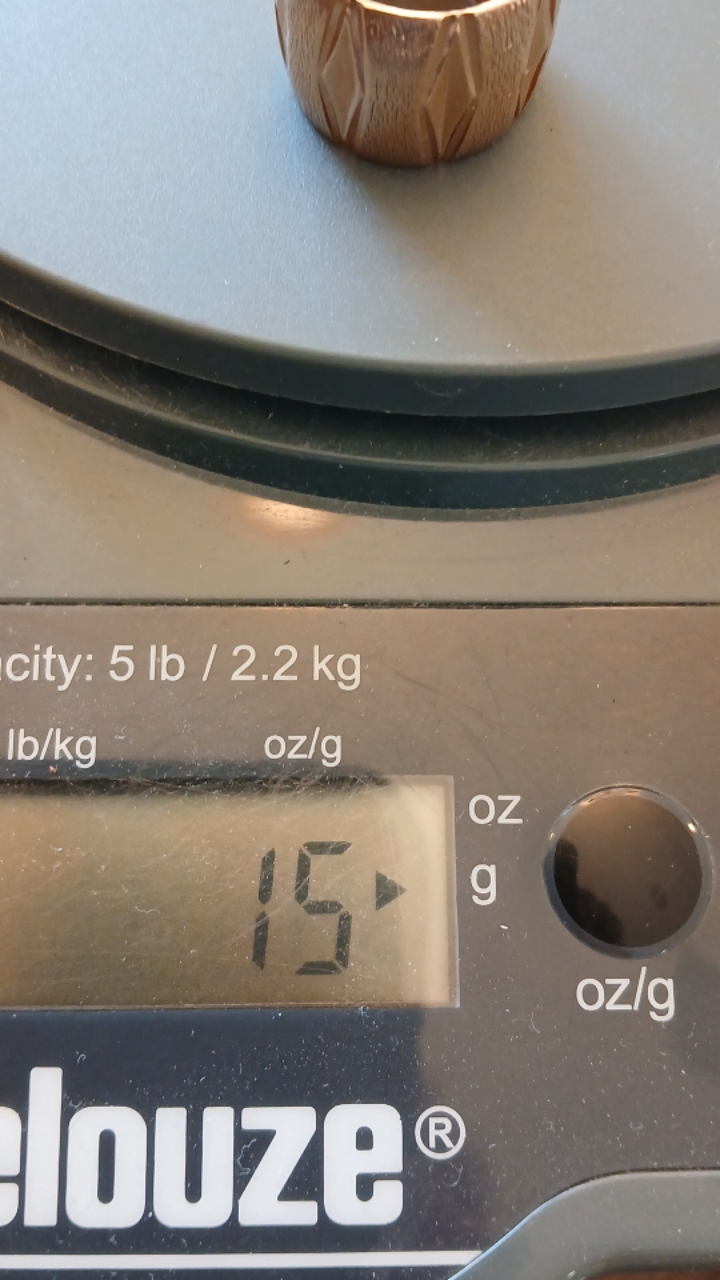 acity: 5 lb / 2.2 kg
lb/kg oz/g
oz
15 g
oz/g
elouze®